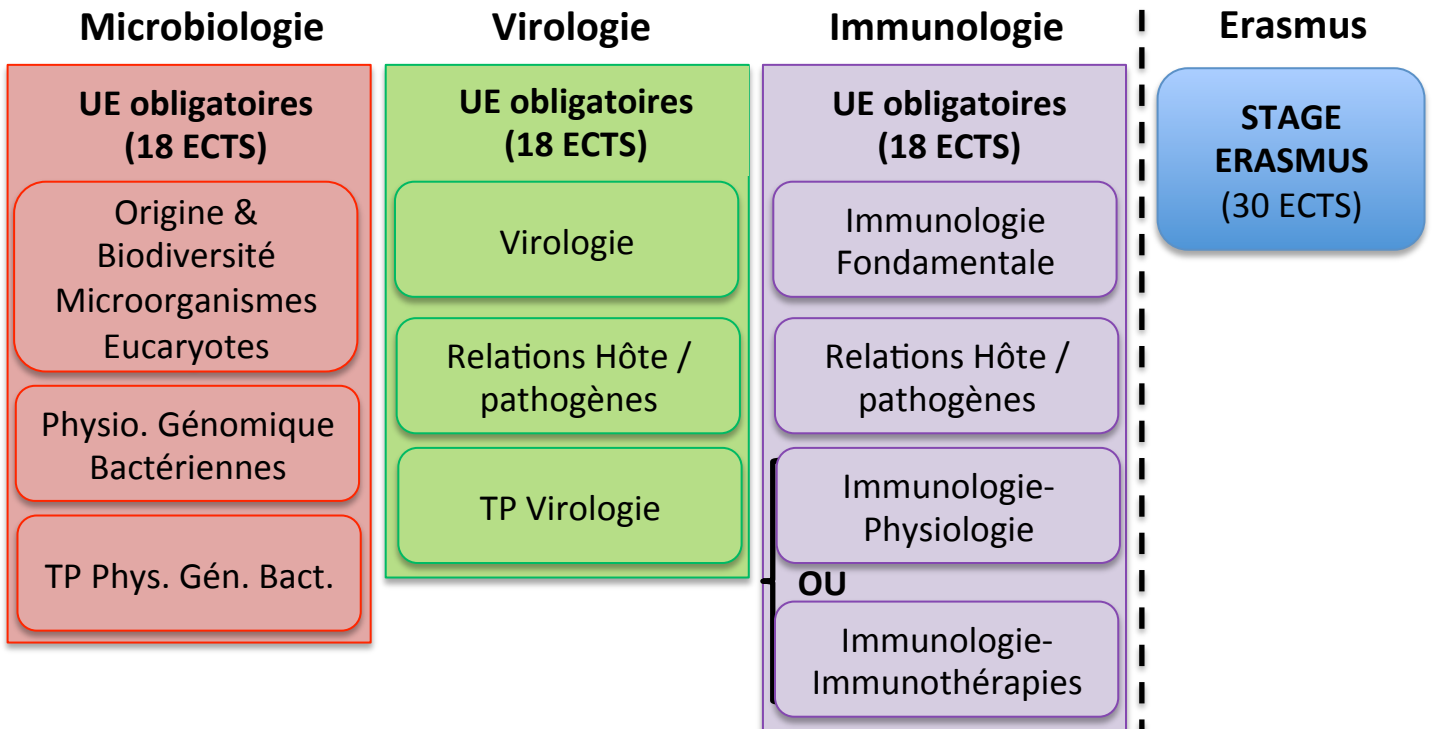 Microbiologie
UE obligatoires
(18 ECTS)
Origine &
Biodiversité
Microorganismes
Eucaryotes
Physio. Génomique
Bactériennes
TP Phys. Gén. Bact.
Virologie
UE obligatoires
(18 ECTS)
Virologie
Relations Hôte /
pathogènes
TP Virologie
Immunologie
UE obligatoires
(18 ECTS)
Immunologie
Fondamentale
Relations Hôte /
pathogènes
Immunologie-
Physiologie
OU
Immunologie-
Immunothérapies
Erasmus
STAGE
ERASMUS
(30 ECTS)